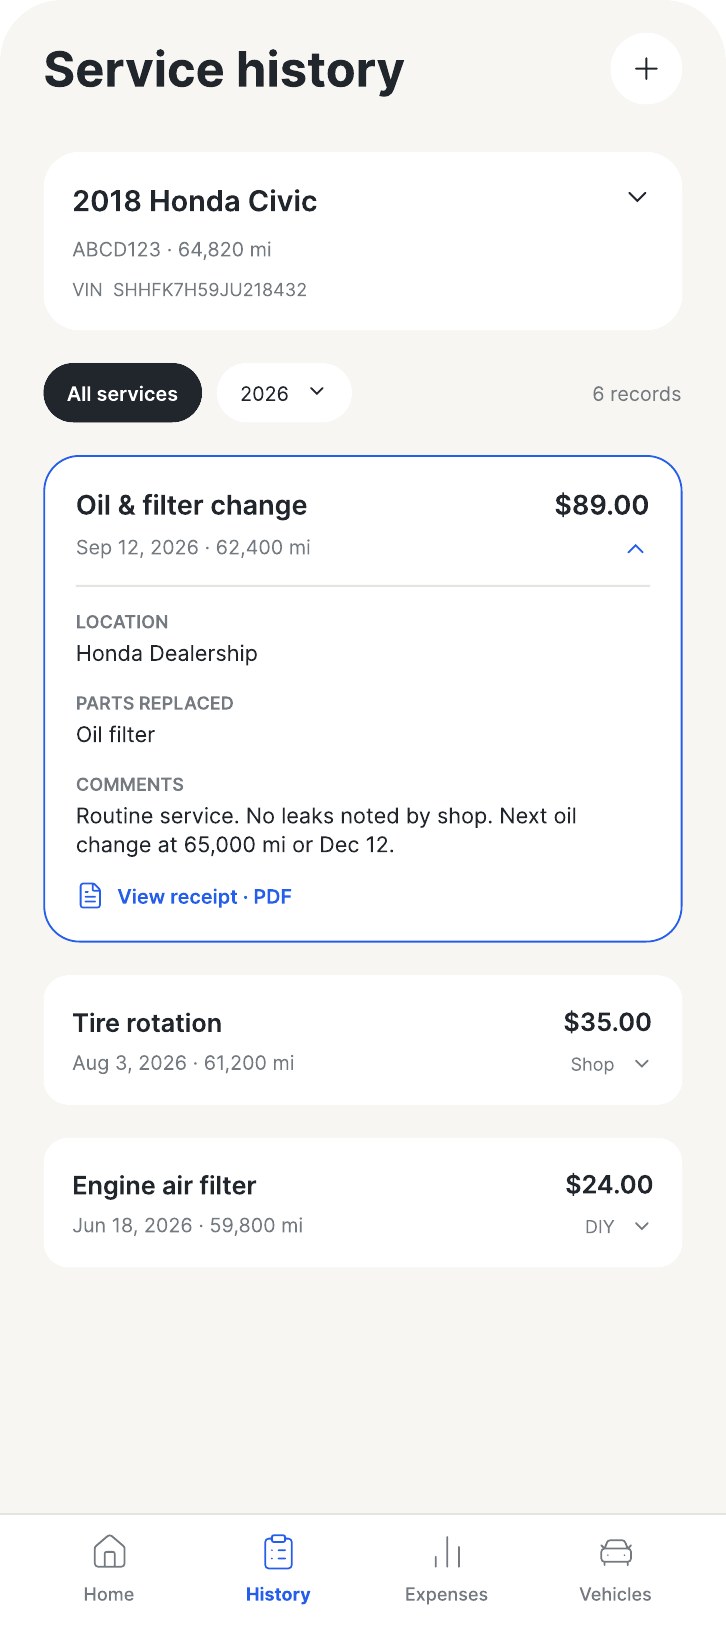 Service history
2018 Honda Civic
ABCD123 · 64,820 mi
VIN SHHFK7H59JU218432
All services
2026
6 records
Oil & filter change
$89.00
Sep 12, 2026 · 62,400 mi
LOCATION
Honda Dealership
PARTS REPLACED
Oil filter
COMMENTS
Routine service. No leaks noted by shop. Next oil
change at 65,000 mi or Dec 12.
View receipt · PDF
Tire rotation
$35.00
Aug 3, 2026 · 61,200 mi
Shop
Engine air filter
$24.00
Jun 18, 2026 · 59,800 mi
DIY
Home
History
Expenses
Vehicles